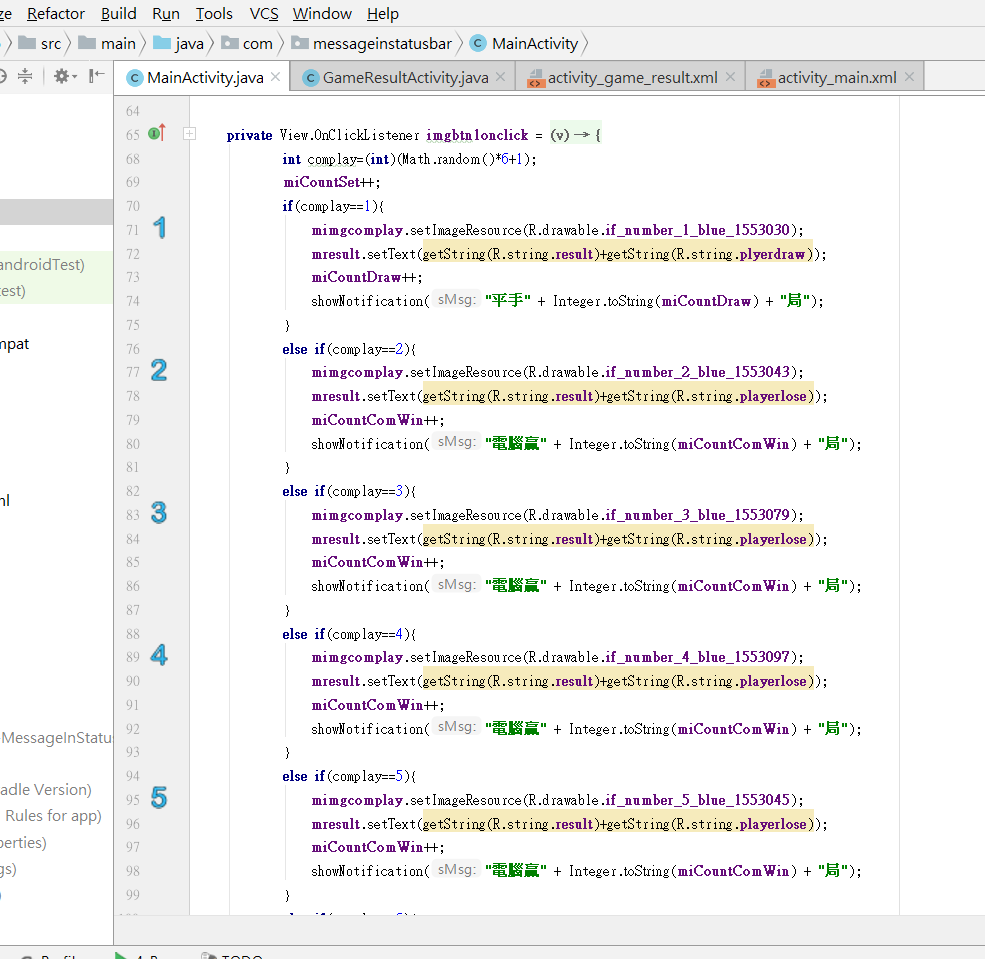 ze Refactor Build Run Tools VCS Window Help
src main java com messageinstatusbar MainActivity
MainActivity.java GameResultActivity.java activity_game_result.xml activity_main.xml
64
65 private View.OnClickListener imgbtn1onclick = (v) → {
68 int complay=(int)(Math.random()*6+1);
69 miCountSet++;
70 if(complay==1){
71 1 mimgcomplay.setImageResource(R.drawable.if_number_1_blue_1553030);
72 mresult.setText(getString(R.string.result)+getString(R.string.plyerdraw));
73 miCountDraw++;
74 showNotification( sMsg: "平手" + Integer.toString(miCountDraw) + "局");
75 }
76 else if(complay==2){
77 2 mimgcomplay.setImageResource(R.drawable.if_number_2_blue_1553043);
78 mresult.setText(getString(R.string.result)+getString(R.string.playerlose));
79 miCountComWin++;
80 showNotification( sMsg: "電腦贏" + Integer.toString(miCountComWin) + "局");
81 }
82 else if(complay==3){
83 3 mimgcomplay.setImageResource(R.drawable.if_number_3_blue_1553079);
84 mresult.setText(getString(R.string.result)+getString(R.string.playerlose));
85 miCountComWin++;
86 showNotification( sMsg: "電腦贏" + Integer.toString(miCountComWin) + "局");
87 }
88 else if(complay==4){
89 4 mimgcomplay.setImageResource(R.drawable.if_number_4_blue_1553097);
90 mresult.setText(getString(R.string.result)+getString(R.string.playerlose));
91 miCountComWin++;
92 showNotification( sMsg: "電腦贏" + Integer.toString(miCountComWin) + "局");
93 }
94 else if(complay==5){
95 5 mimgcomplay.setImageResource(R.drawable.if_number_5_blue_1553045);
96 mresult.setText(getString(R.string.result)+getString(R.string.playerlose));
97 miCountComWin++;
98 showNotification( sMsg: "電腦贏" + Integer.toString(miCountComWin) + "局");
99 }
androidTest)
test)
mpat
ml
MessageInStatus
adle Version)
Rules for app)
perties)
gs)
)
TODO